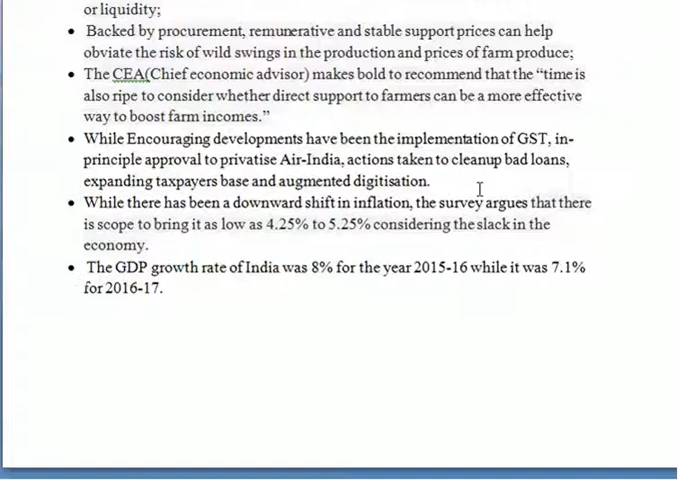 or liquidity;
• Backed by procurement, remunerative and stable support prices can help
obviate the risk of wild swings in the production and prices of farm produce;
• The CEA(Chief economic advisor) makes bold to recommend that the “time is
also ripe to consider whether direct support to farmers can be a more effective
way to boost farm incomes.”
• While Encouraging developments have been the implementation of GST, in-
principle approval to privatise Air-India, actions taken to cleanup bad loans,
expanding taxpayers base and augmented digitisation.
• While there has been a downward shift in inflation, the survey argues that there
is scope to bring it as low as 4.25% to 5.25% considering the slack in the
economy.
• The GDP growth rate of India was 8% for the year 2015-16 while it was 7.1%
for 2016-17.